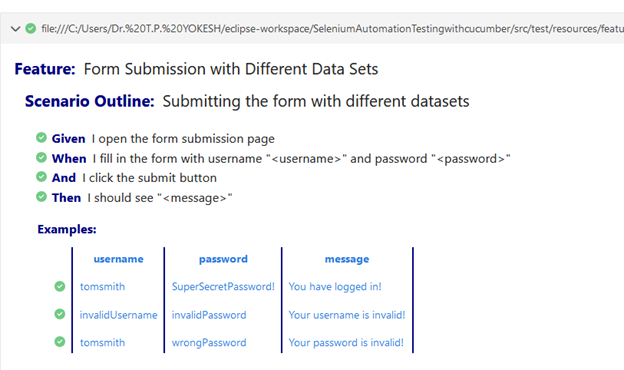 file:///C:/Users/Dr.%20T.P.%20YOKESH/eclipse-workspace/SeleniumAutomationTestingwithcucumber/src/test/resources/featu
Feature: Form Submission with Different Data Sets
Scenario Outline: Submitting the form with different datasets
Given I open the form submission page
When I fill in the form with username "<username>" and password "<password>"
And I click the submit button
Then I should see "<message>"
Examples:
username password message
tomsmith SuperSecretPassword! You have logged in!
invalidUsername invalidPassword Your username is invalid!
tomsmith wrongPassword Your password is invalid!